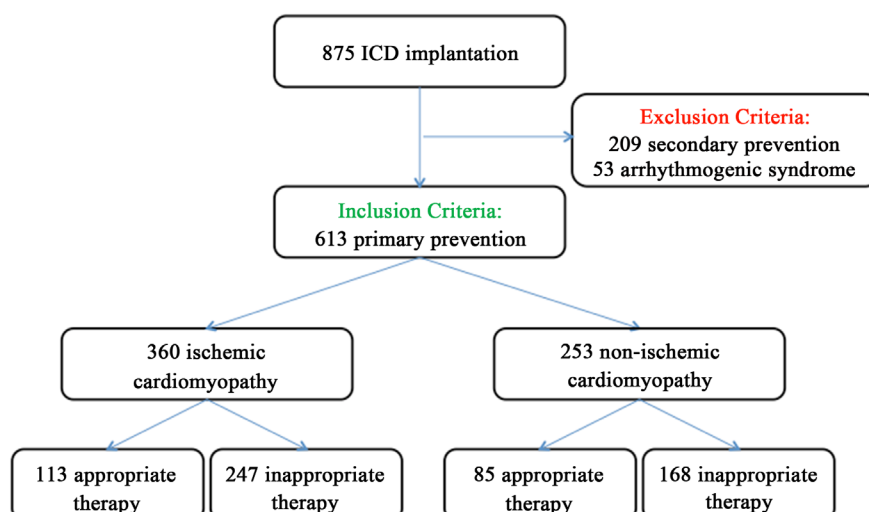 875 ICD implantation
Exclusion Criteria:
209 secondary prevention
53 arrhythmogenic syndrome
Inclusion Criteria:
613 primary prevention
360 ischemic
cardiomyopathy
253 non-ischemic
cardiomyopathy
113 appropriate
therapy
247 inappropriate
therapy
85 appropriate
therapy
168 inappropriate
therapy